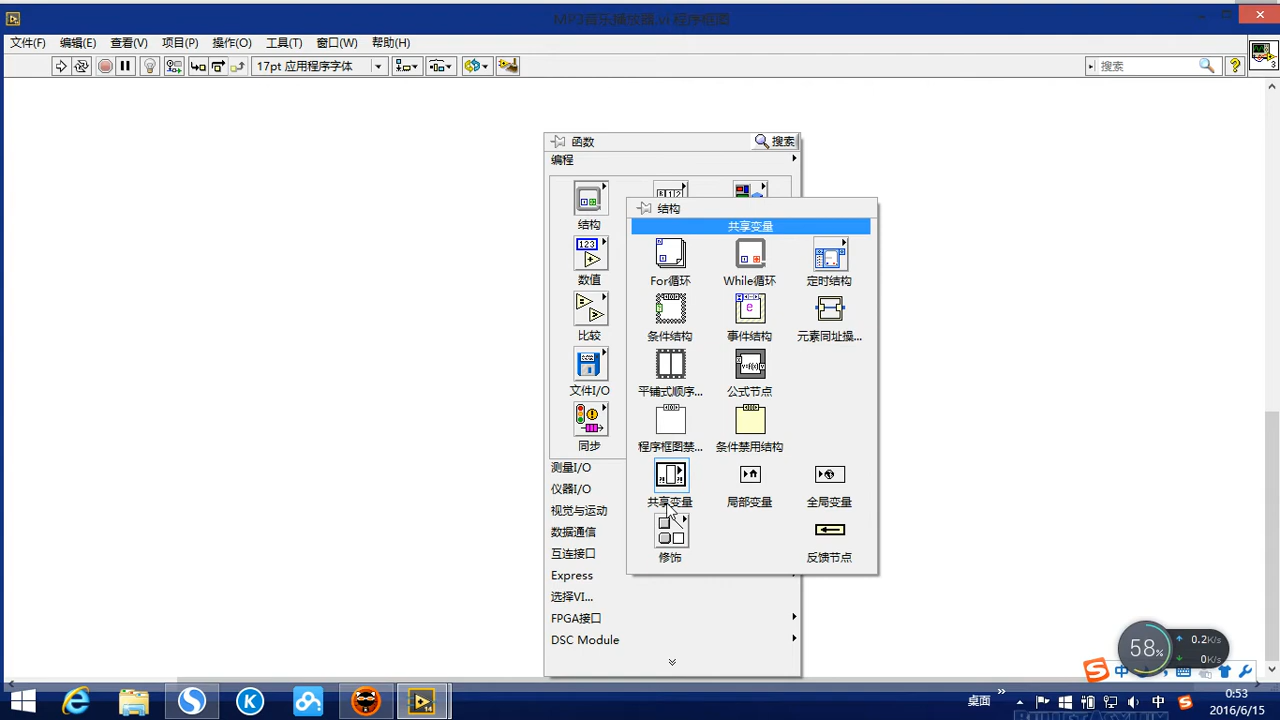 MP3音乐播放器.vi 程序框图
文件(F) 编辑(E) 查看(V) 项目(P) 操作(O) 工具(T) 窗口(W) 帮助(H)
17pt 应用程序字体
搜索
函数 搜索
编程
结构
数值
比较
文件I/O
同步
结构
共享变量
For循环 While循环 定时结构
条件结构 事件结构 元素同址操...
平铺式顺序... 公式节点
程序框图禁... 条件禁用结构
共享变量 局部变量 全局变量
修饰 反馈节点
测量I/O
仪器I/O
视觉与运动
数据通信
互连接口
Express
选择VI...
FPGA接口
DSC Module
58%
0.2K/s
0K/s
中
桌面
中
0:53
2016/6/15